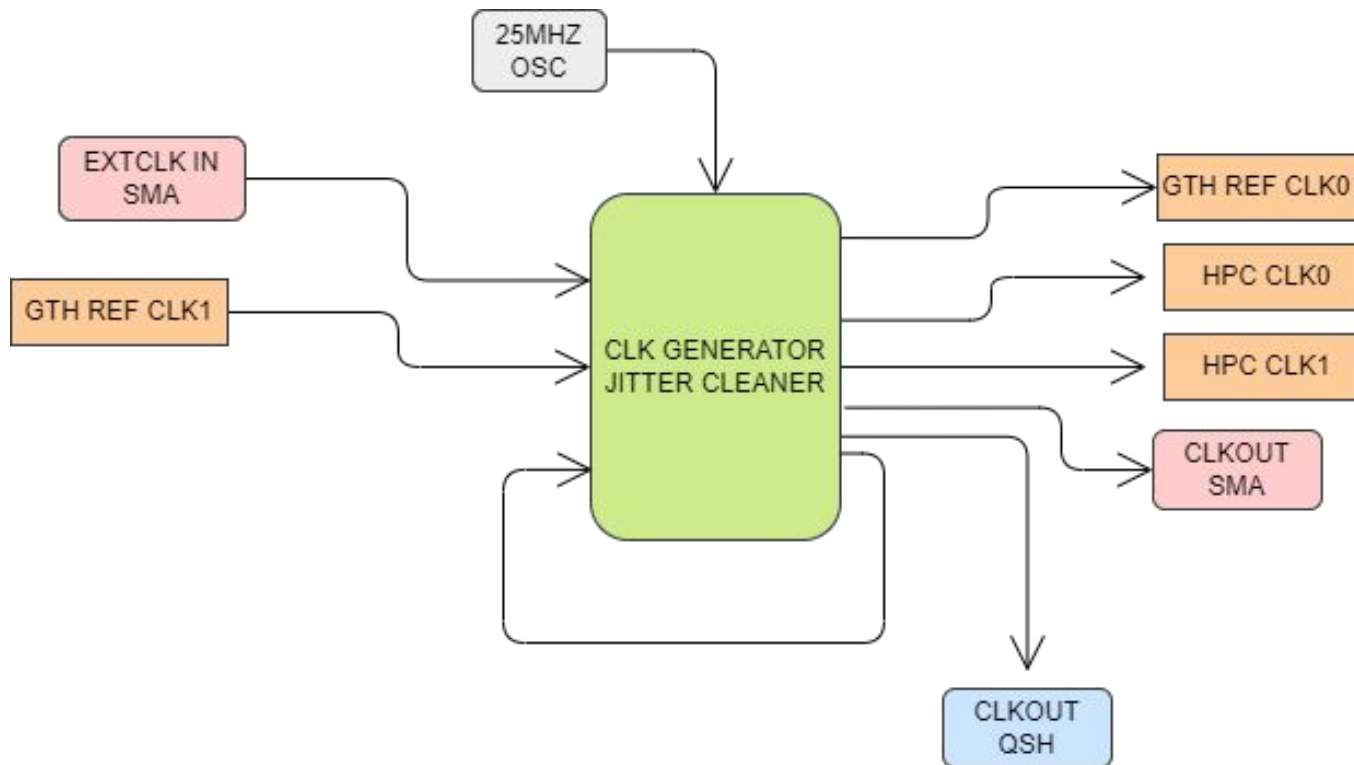 25MHZ
OSC
EXTCLK IN
SMA
GTH REF CLK1
CLK GENERATOR
JITTER CLEANER
GTH REF CLK0
HPC CLK0
HPC CLK1
CLKOUT
SMA
CLKOUT
QSH